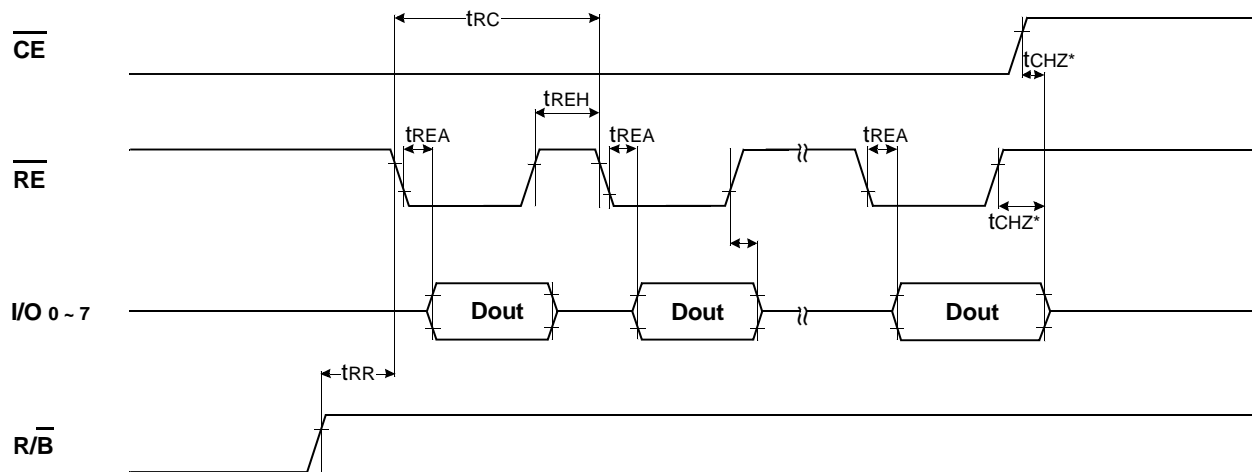 tRC
CE
tCHZ*
tREH
tREA
tREA
tREA
RE
tCHZ*
I/O 0 ~ 7
Dout
Dout
Dout
tRR
R/B